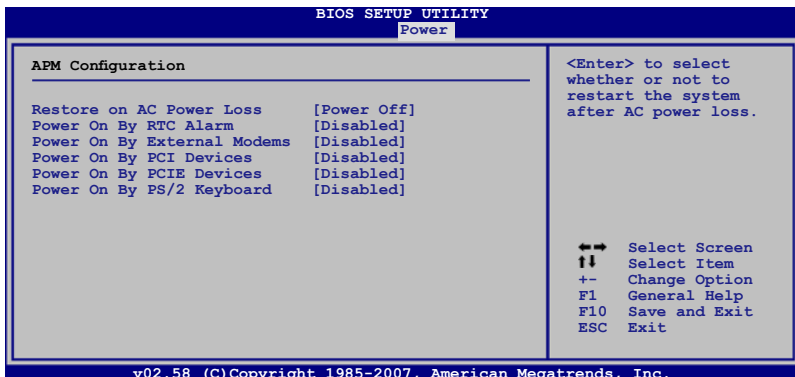 BIOS SETUP UTILITY
Power
APM Configuration
Restore on AC Power Loss [Power Off]
Power On By RTC Alarm [Disabled]
Power On By External Modems [Disabled]
Power On By PCI Devices [Disabled]
Power On By PCIE Devices [Disabled]
Power On By PS/2 Keyboard [Disabled]
<Enter> to select
whether or not to
restart the system
after AC power loss.
←→ Select Screen
↑↓ Select Item
+- Change Option
F1 General Help
F10 Save and Exit
ESC Exit
v02.58 (C)Copyright 1985-2007, American Megatrends, Inc.